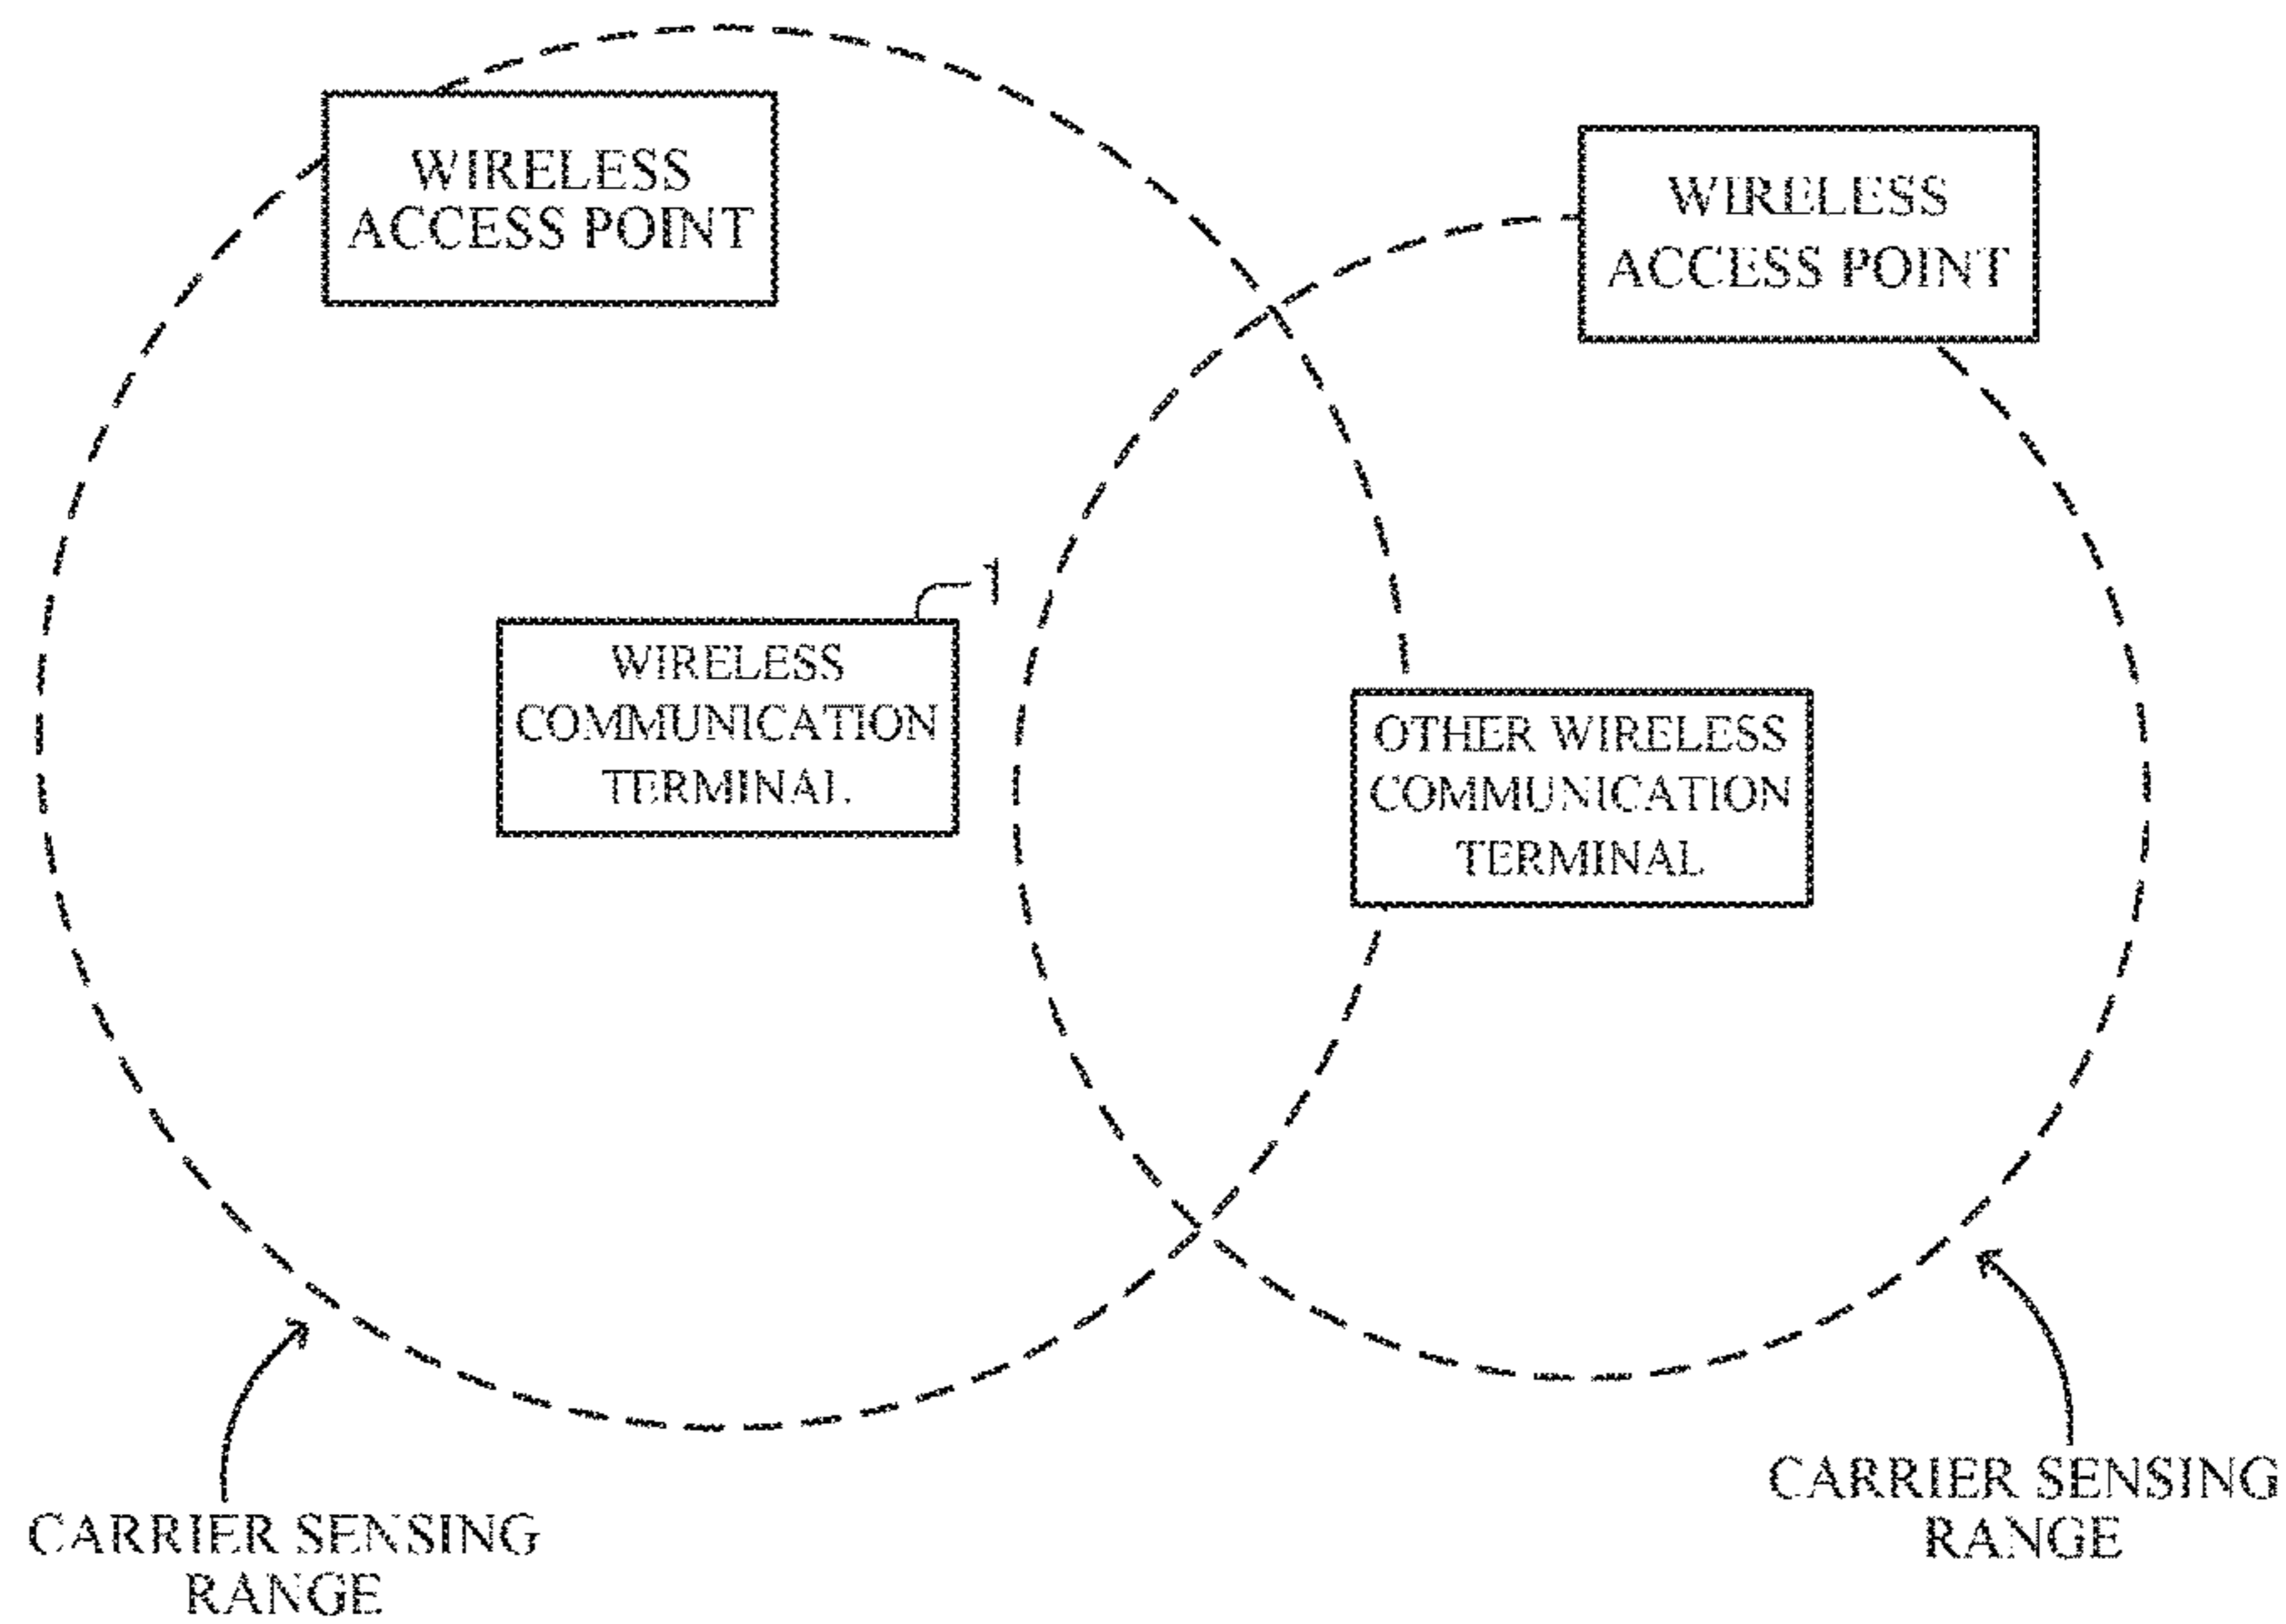 WIRELESS
ACCESS POINT
WIRELESS
ACCESS POINT
1
WIRELESS
COMMUNICATION
TERMINAL
OTHER WIRELESS
COMMUNICATION
TERMINAL
CARRIER SENSING
RANGE
CARRIER SENSING
RANGE